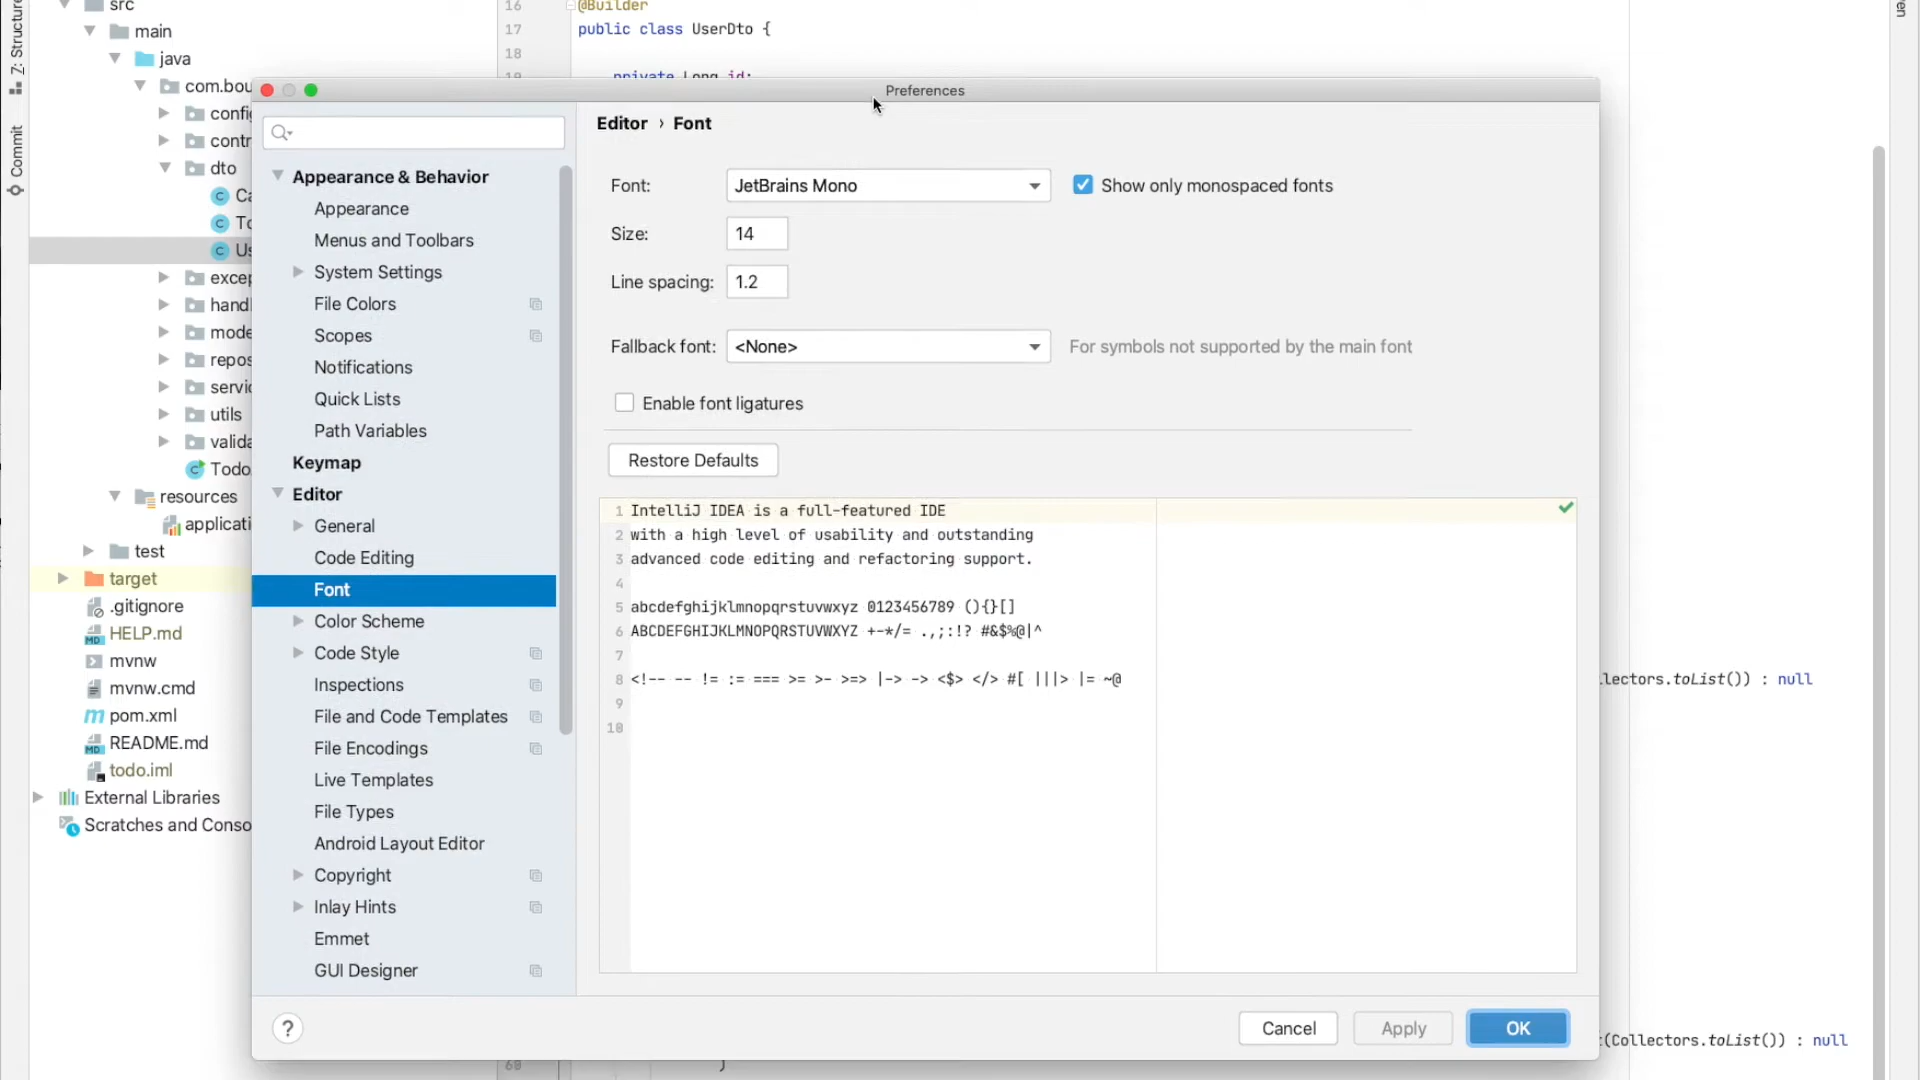 src
16
@Builder
main
17
public class UserDto {
java
18
com.bou
19
private Long id;
Z: Structure
Commit
config
contr
dto
Ca
To
Us
excep
handl
mode
repos
servic
utils
valida
Todo
resources
applicati
test
target
.gitignore
HELP.md
mvnw
mvnw.cmd
pom.xml
README.md
todo.iml
External Libraries
Scratches and Conso
Preferences
Appearance & Behavior
Appearance
Menus and Toolbars
System Settings
File Colors
Scopes
Notifications
Quick Lists
Path Variables
Keymap
Editor
General
Code Editing
Font
Color Scheme
Code Style
Inspections
File and Code Templates
File Encodings
Live Templates
File Types
Android Layout Editor
Copyright
Inlay Hints
Emmet
GUI Designer
?
Editor › Font
Font: JetBrains Mono Show only monospaced fonts
Size: 14
Line spacing: 1.2
Fallback font: <None> For symbols not supported by the main font
Enable font ligatures
Restore Defaults
1 IntelliJ IDEA is a full-featured IDE
2 with a high level of usability and outstanding
3 advanced code editing and refactoring support.
4
5 abcdefghijklmnopqrstuvwxyz 0123456789 (){}[]
6 ABCDEFGHIJKLMNOPQRSTUVWXYZ +-*/= .,;:!? #&$%@|^
7
8 <!-- -- != := === >= >- >=> |-> -> <$> </> #[ |||> |= ~@
9
10
Cancel Apply OK
llectors.toList()) : null
t(Collectors.toList()) : null
60 }